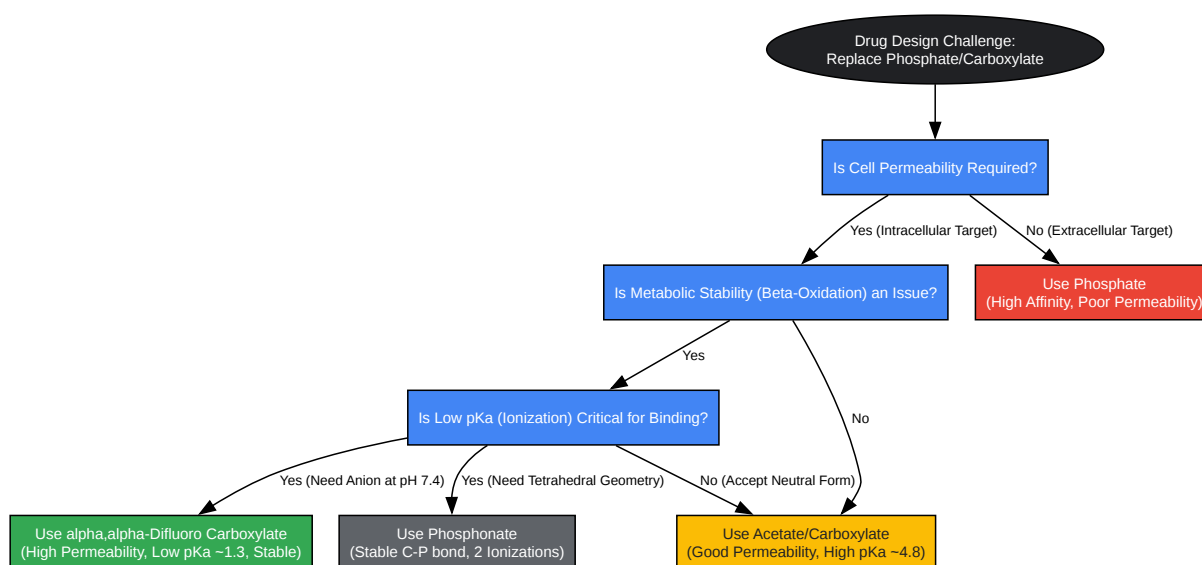 Drug Design Challenge:
Replace Phosphate/Carboxylate
Is Cell Permeability Required?
Yes (Intracellular Target)
No (Extracellular Target)
Is Metabolic Stability (Beta-Oxidation) an Issue?
Use Phosphate
(High Affinity, Poor Permeability)
Yes
No
Is Low pKa (Ionization) Critical for Binding?
Yes (Need Anion at pH 7.4)
Yes (Need Tetrahedral Geometry)
No (Accept Neutral Form)
Use alpha,alpha-Difluoro Carboxylate
(High Permeability, Low pKa ~1.3, Stable)
Use Phosphonate
(Stable C-P bond, 2 Ionizations)
Use Acetate/Carboxylate
(Good Permeability, High pKa ~4.8)